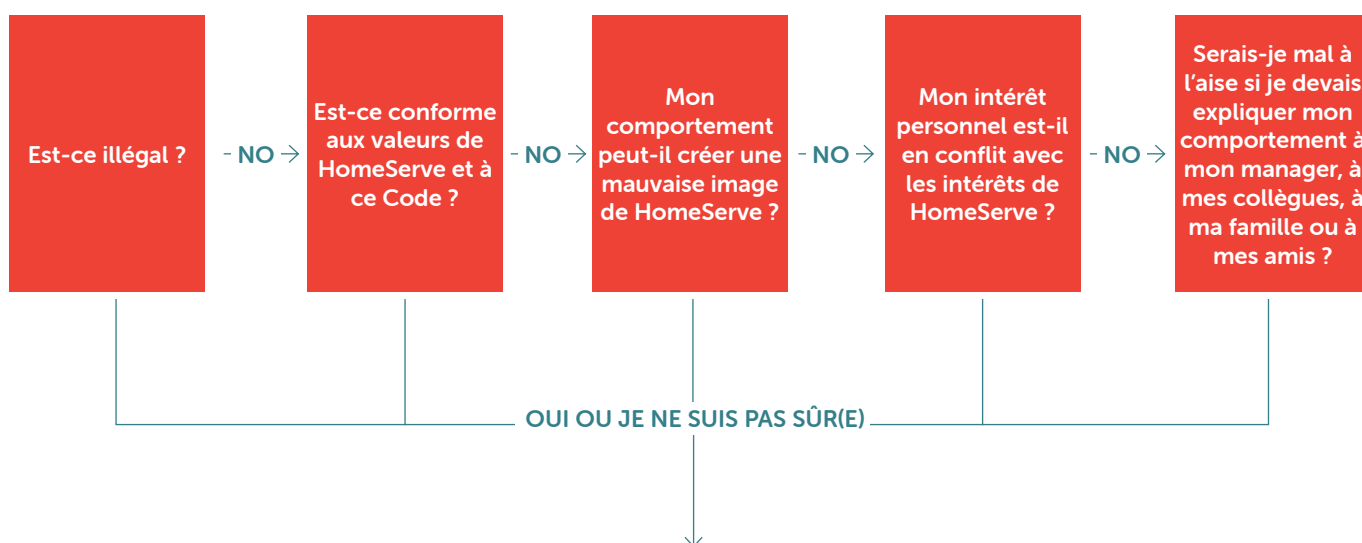 Est-ce illégal ?
- NO →
Est-ce conforme
aux valeurs de
HomeServe et à
ce Code ?
- NO →
Mon
comportement
peut-il créer une
mauvaise image
de HomeServe ?
- NO →
Mon intérêt
personnel est-il
en conflit avec
les intérêts de
HomeServe ?
- NO →
Serais-je mal à
l’aise si je devais
expliquer mon
comportement à
mon manager, à
mes collègues, à
ma famille ou à
mes amis ?
OUI OU JE NE SUIS PAS SÛR(E)